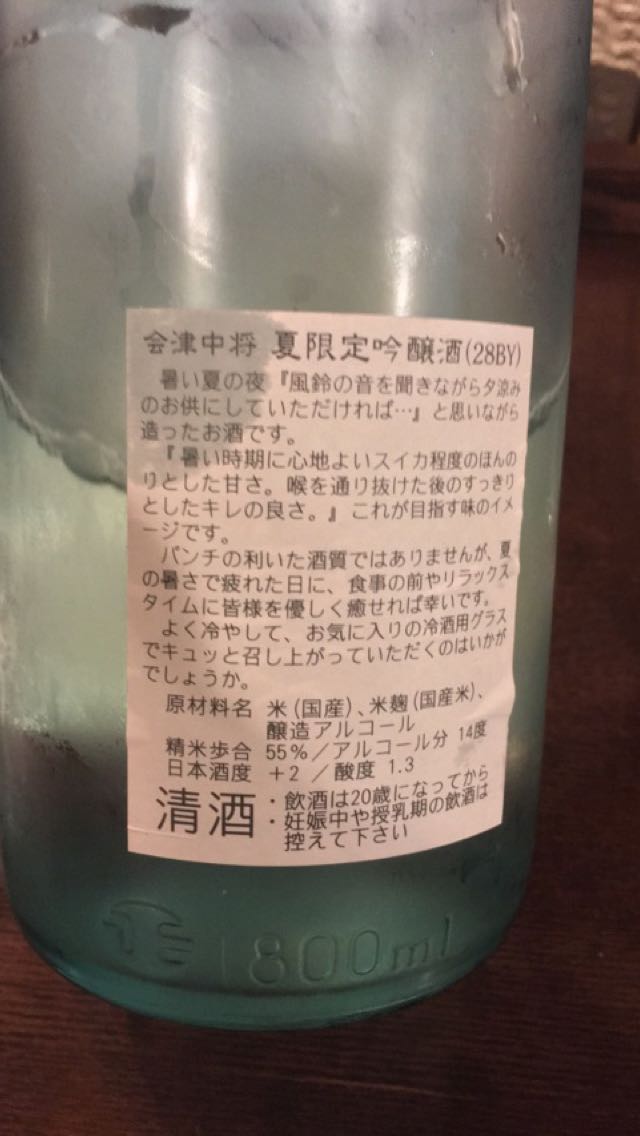 会津中将 夏限定吟醸酒(28BY)
暑い夏の夜『風鈴の音を聞きながら夕涼み
のお供にしていただければ…』と思いながら
造ったお酒です。
『暑い時期に心地よいスイカ程度のほんの
りとした甘さ。喉を通り抜けた後のすっきり
としたキレの良さ。』これが目指す味のイメ
ージです。
パンチの利いた酒質ではありませんが、夏
の暑さで疲れた日に、食事の前やリラックス
タイムに皆様を優しく癒せれば幸いです。
よく冷やして、お気に入りの冷酒用グラス
でキュッと召し上がっていただくのはいかが
でしょうか。
原材料名 米(国産)、米麹(国産米)、
醸造アルコール
精米歩合 55%／アルコール分 14度
日本酒度 +2 ／酸度 1.3
清酒 ・飲酒は20歳になってから
・妊娠中や授乳期の飲酒は
控えて下さい
1800ml